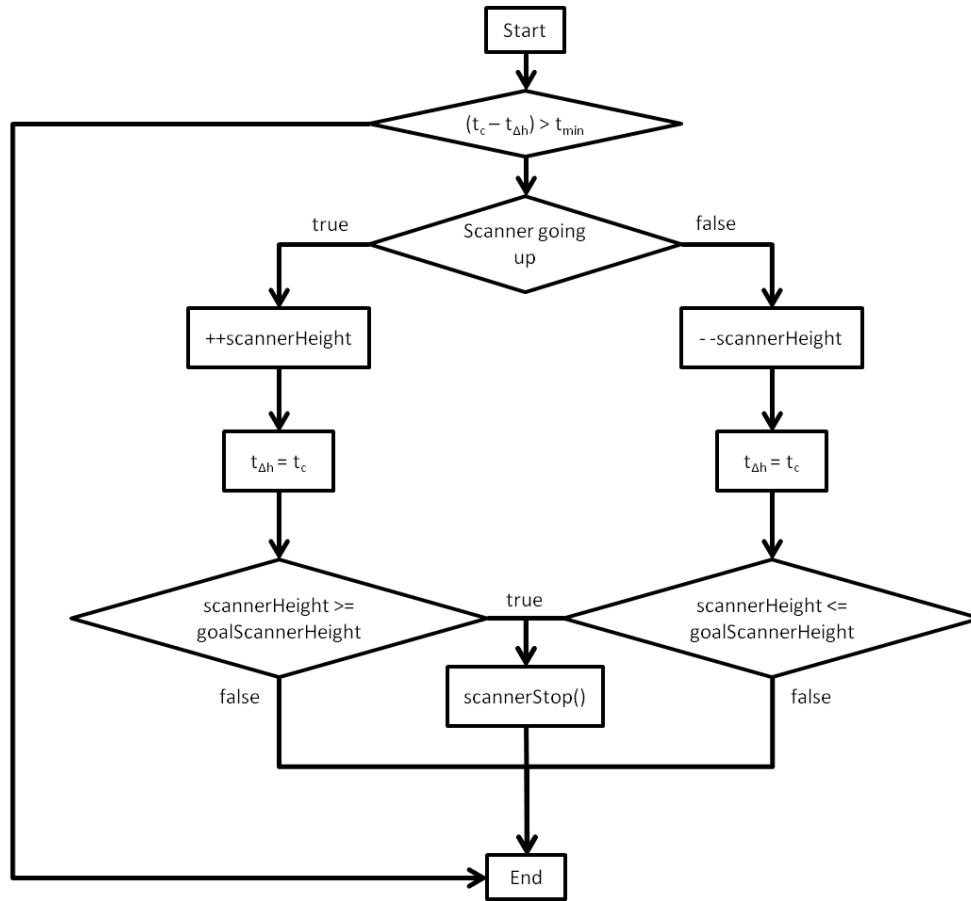 Start
(t_c – t_Δh) > t_min
true
false
Scanner going
up
++scannerHeight
- -scannerHeight
t_Δh = t_c
t_Δh = t_c
scannerHeight >=
goalScannerHeight
true
scannerHeight <=
goalScannerHeight
false
scannerStop()
false
End